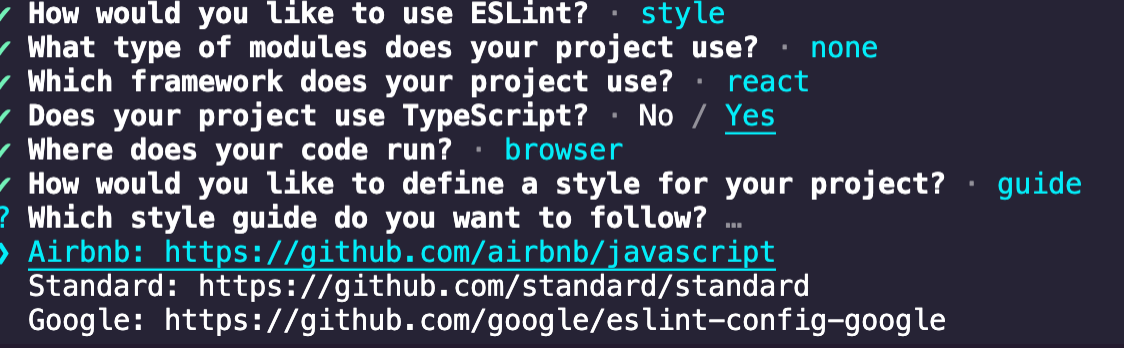 ✔ How would you like to use ESLint? · style
✔ What type of modules does your project use? · none
✔ Which framework does your project use? · react
✔ Does your project use TypeScript? · No / Yes
✔ Where does your code run? · browser
✔ How would you like to define a style for your project? · guide
? Which style guide do you want to follow? …
❯ Airbnb: https://github.com/airbnb/javascript
Standard: https://github.com/standard/standard
Google: https://github.com/google/eslint-config-google